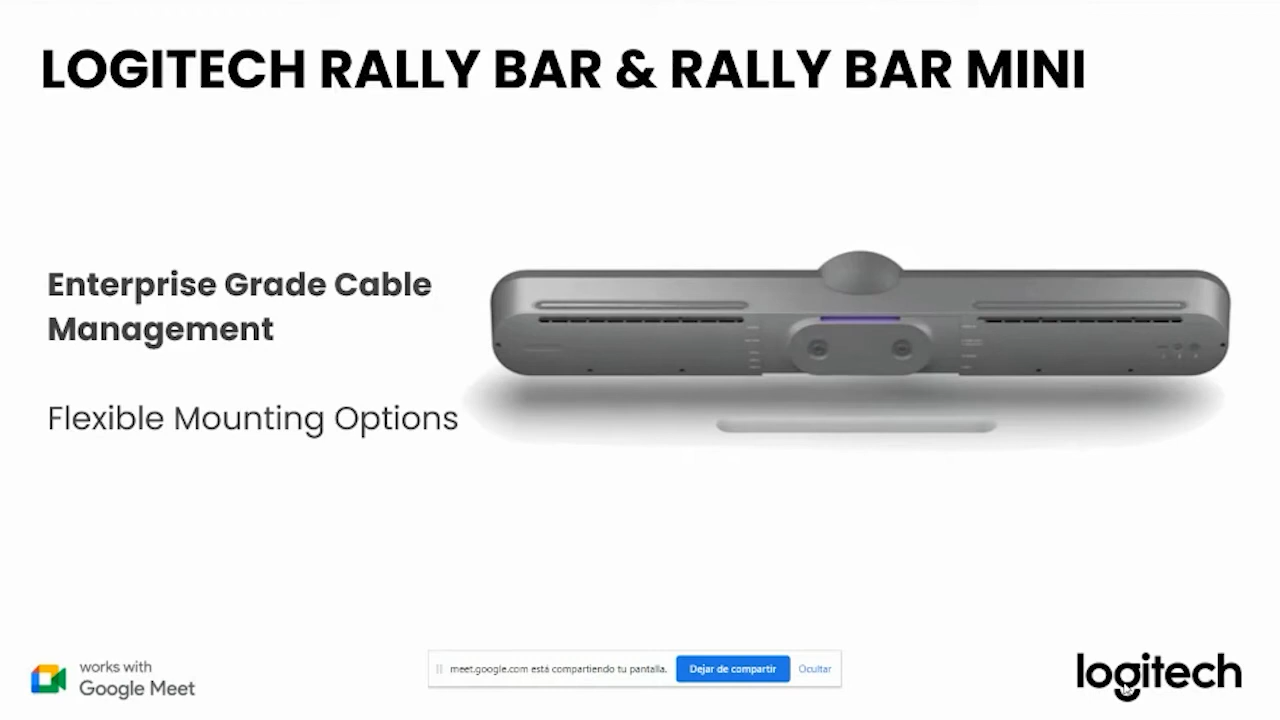 LOGITECH RALLY BAR & RALLY BAR MINI
Enterprise Grade Cable
Management
Flexible Mounting Options
works with
Google Meet
meet.google.com está compartiendo tu pantalla.
Dejar de compartir
Ocultar
logitech